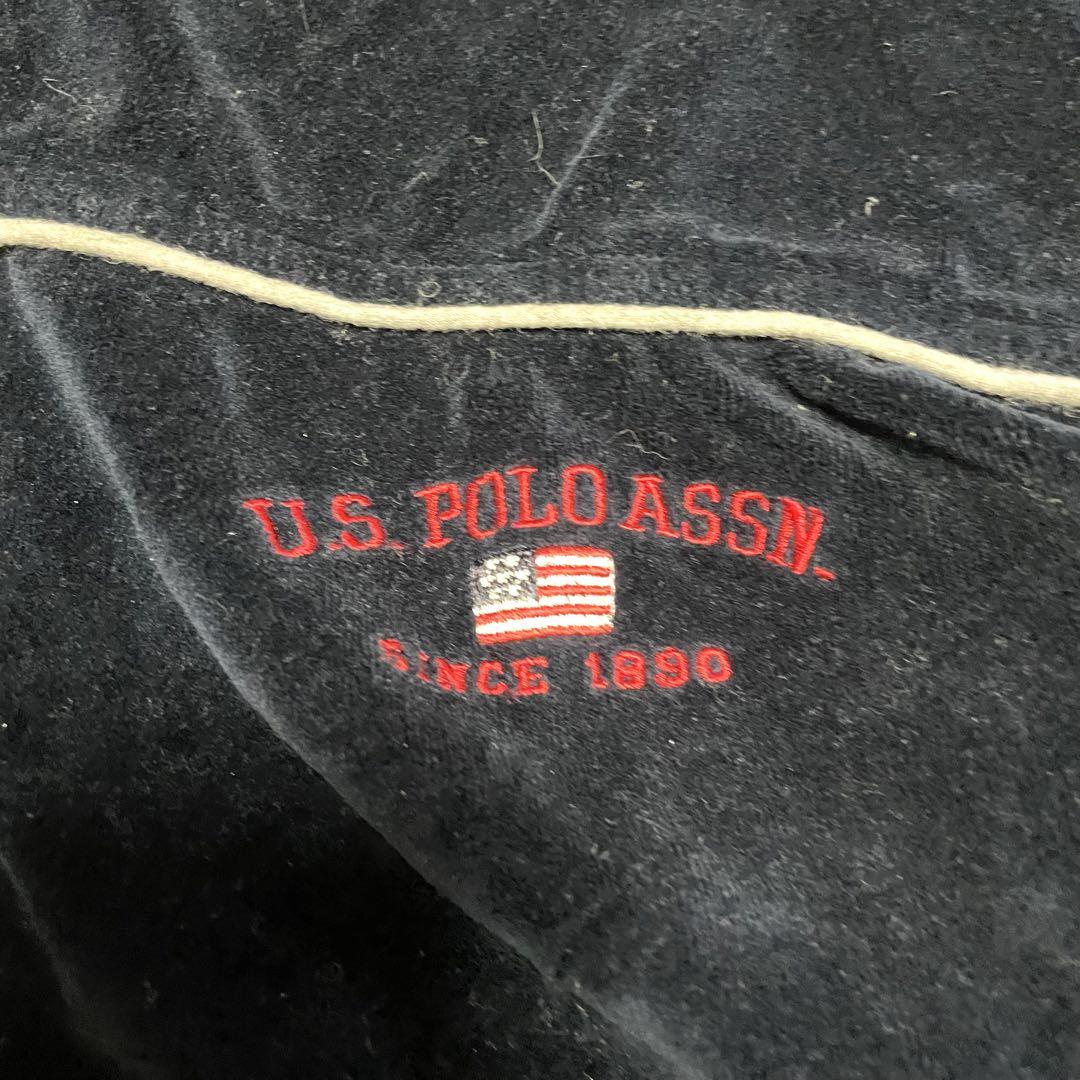 U.S. POLO ASSN.
SINCE 1890